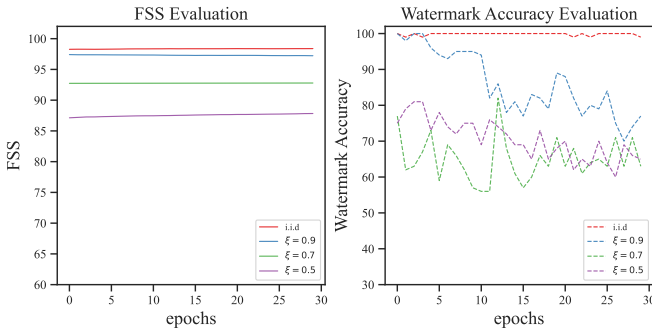 FSS Evaluation
FSS
100
95
90
85
80
75
70
65
60
0 5 10 15 20 25 30
epochs
i.i.d
ξ = 0.9
ξ = 0.7
ξ = 0.5
Watermark Accuracy Evaluation
Watermark Accuracy
100
90
80
70
60
50
40
30
0 5 10 15 20 25 30
epochs
i.i.d
ξ = 0.9
ξ = 0.7
ξ = 0.5